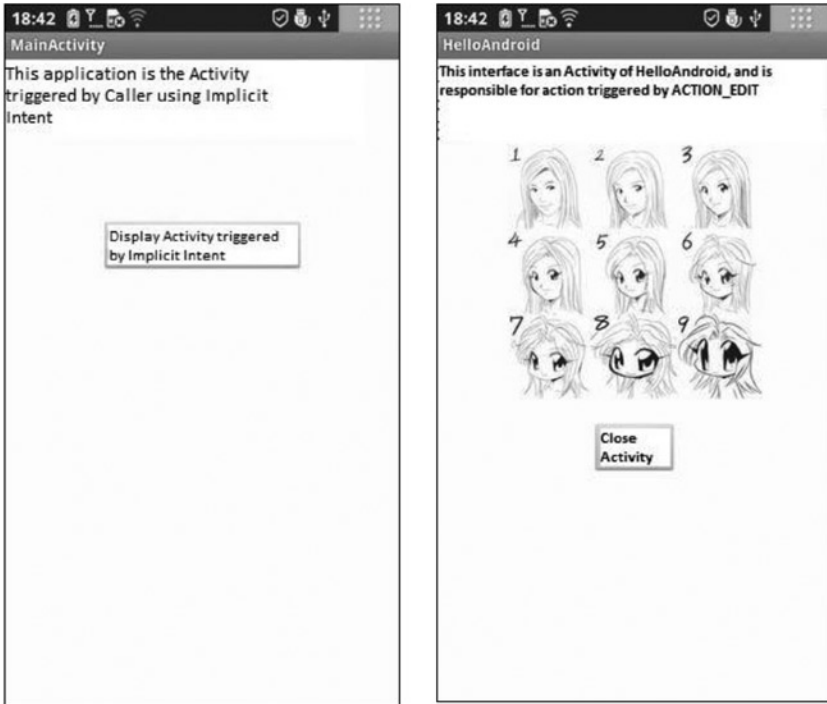 18:42
MainActivity
This application is the Activity
triggered by Caller using Implicit
Intent
Display Activity triggered
by Implicit Intent
18:42
HelloAndroid
This interface is an Activity of HelloAndroid, and is
responsible for action triggered by ACTION_EDIT
1 2 3
4 5 6
7 8 9
Close
Activity